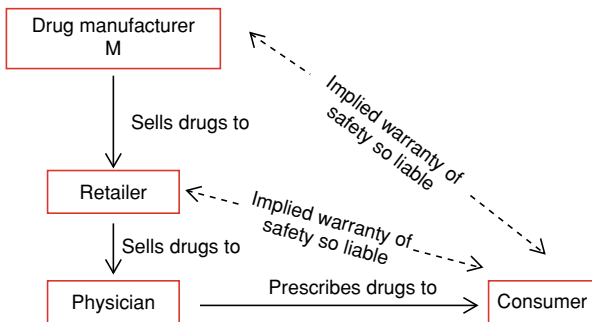 Drug manufacturer
M
Implied warranty of
safety so liable
Sells drugs to
Retailer
Implied warranty of
safety so liable
Sells drugs to
Prescribes drugs to
Physician
Consumer